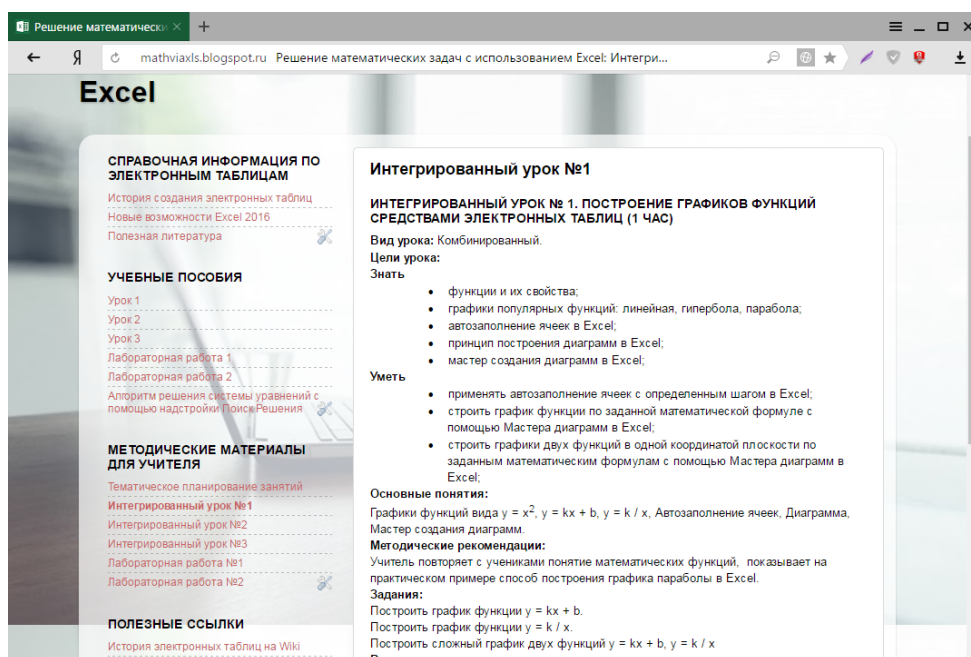 Решение математически
Я
mathviaxls.blogspot.ru Решение математических задач с использованием Excel: Интегри...
Excel
СПРАВОЧНАЯ ИНФОРМАЦИЯ ПО
ЭЛЕКТРОННЫМ ТАБЛИЦАМ
История создания электронных таблиц
Новые возможности Excel 2016
Полезная литература
УЧЕБНЫЕ ПОСОБИЯ
Урок 1
Урок 2
Урок 3
Лабораторная работа 1
Лабораторная работа 2
Алгоритм решения системы уравнений с
помощью надстройки Поиск Решения
МЕТОДИЧЕСКИЕ МАТЕРИАЛЫ
ДЛЯ УЧИТЕЛЯ
Тематическое планирование занятий
Интегрированный урок №1
Интегрированный урок №2
Интегрированный урок №3
Лабораторная работа №1
Лабораторная работа №2
ПОЛЕЗНЫЕ ССЫЛКИ
История электронных таблиц на Wiki
Интегрированный урок №1
ИНТЕГРИРОВАННЫЙ УРОК № 1. ПОСТРОЕНИЕ ГРАФИКОВ ФУНКЦИЙ
СРЕДСТВАМИ ЭЛЕКТРОННЫХ ТАБЛИЦ (1 ЧАС)
Вид урока: Комбинированный.
Цели урока:
Знать
• функции и их свойства;
• графики популярных функций: линейная, гипербола, парабола;
• автозаполнение ячеек в Excel;
• принцип построения диаграмм в Excel;
• мастер создания диаграмм в Excel;
Уметь
• применять автозаполнение ячеек с определенным шагом в Excel;
• строить график функции по заданной математической формуле с
помощью Мастера диаграмм в Excel;
• строить графики двух функций в одной координатой плоскости по
заданным математическим формулам с помощью Мастера диаграмм в
Excel;
Основные понятия:
Графики функций вида y = x², y = kx + b, y = k / x, Автозаполнение ячеек, Диаграмма,
Мастер создания диаграмм.
Методические рекомендации:
Учитель повторяет с учениками понятие математических функций, показывает на
практическом примере способ построения графика параболы в Excel.
Задания:
Построить график функции y = kx + b.
Построить график функции y = k / x.
Построить сложный график двух функций y = kx + b, y = k / x